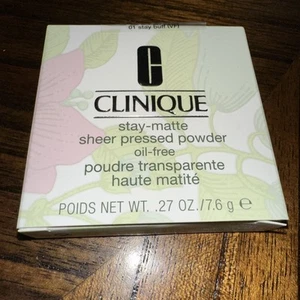 01 stay buff (VF)
C
CLINIQUE
stay-matte
sheer pressed powder
oil-free
poudre transparente
haute matité
POIDS NET WT. .27 OZ./7.6 g ℮